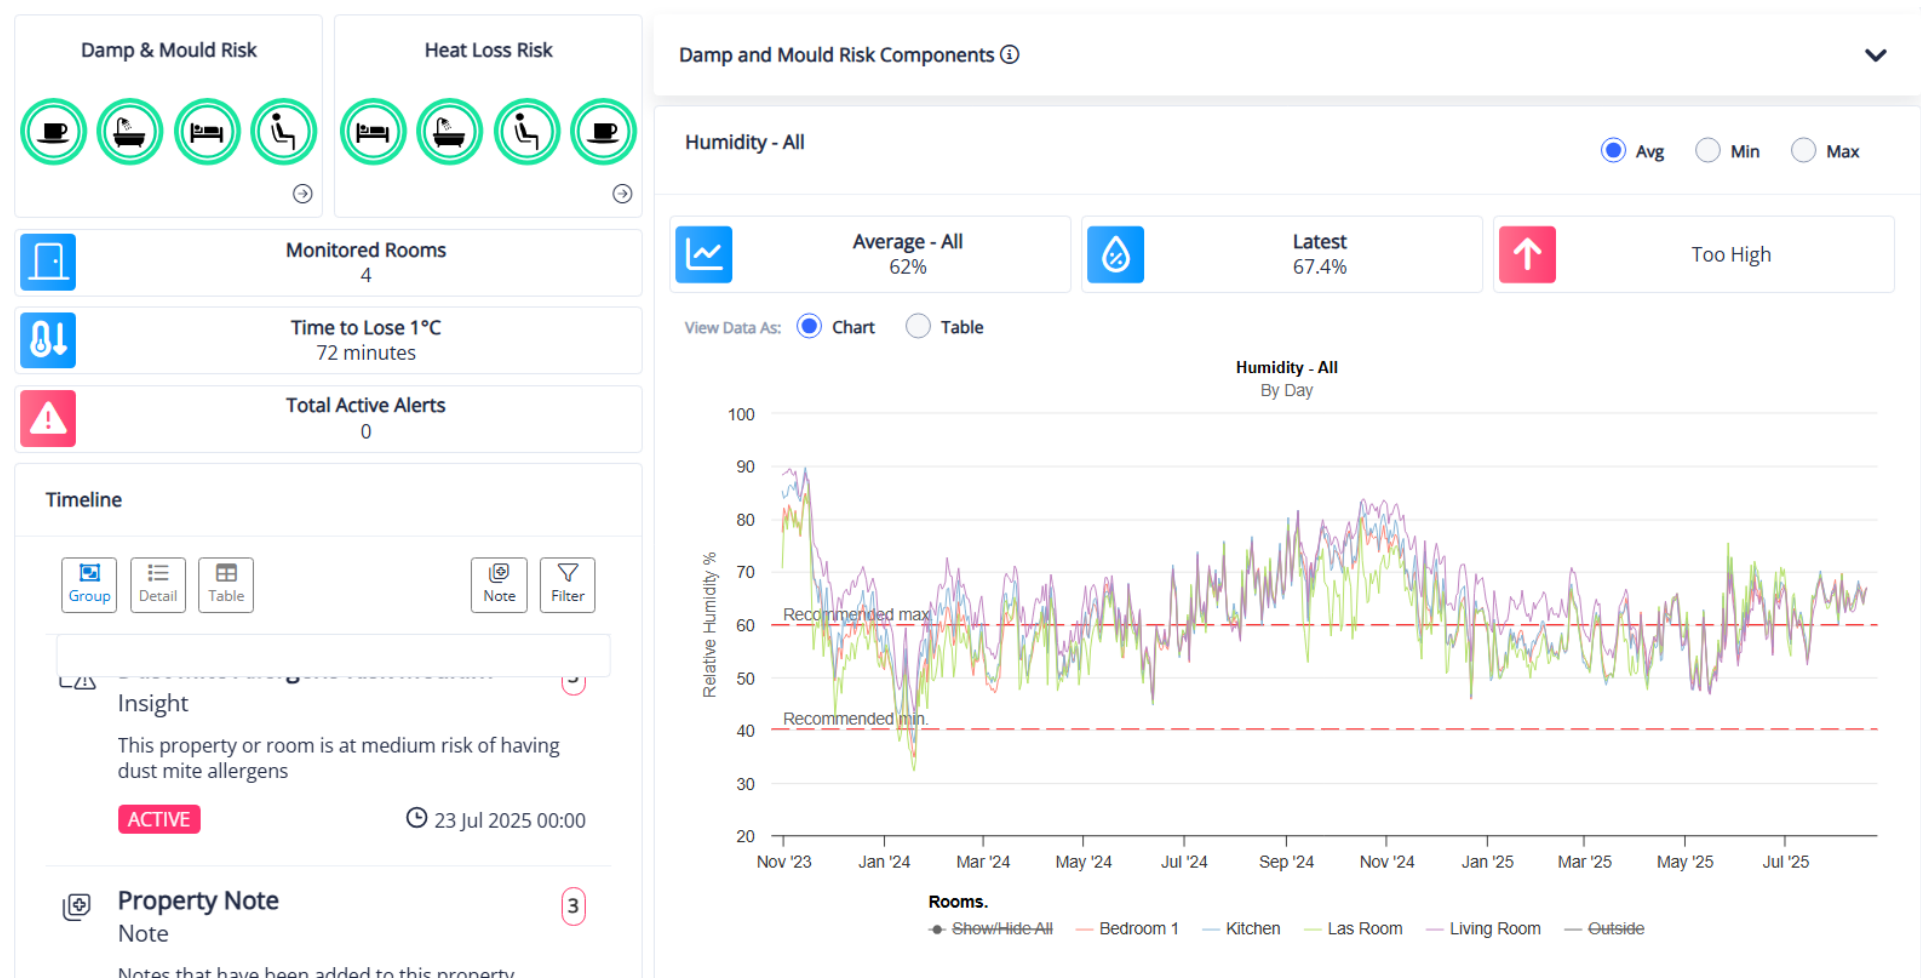 Damp & Mould Risk
Heat Loss Risk
Monitored Rooms
4
Time to Lose 1°C
72 minutes
Total Active Alerts
0
Timeline
Group
Detail
Table
Note
Filter
Insight
This property or room is at medium risk of having
dust mite allergens
ACTIVE
23 Jul 2025 00:00
Property Note
3
Note
Notes that have been added to this property
Damp and Mould Risk Components
Humidity - All
Avg
Min
Max
Average - All
62%
Latest
67.4%
Too High
View Data As:
Chart
Table
Humidity - All
By Day
Relative Humidity %
100
90
80
70
60
50
40
30
20
Recommended max
Recommended min.
Nov '23
Jan '24
Mar '24
May '24
Jul '24
Sep '24
Nov '24
Jan '25
Mar '25
May '25
Jul '25
Rooms.
Show/Hide All
Bedroom 1
Kitchen
Las Room
Living Room
Outside